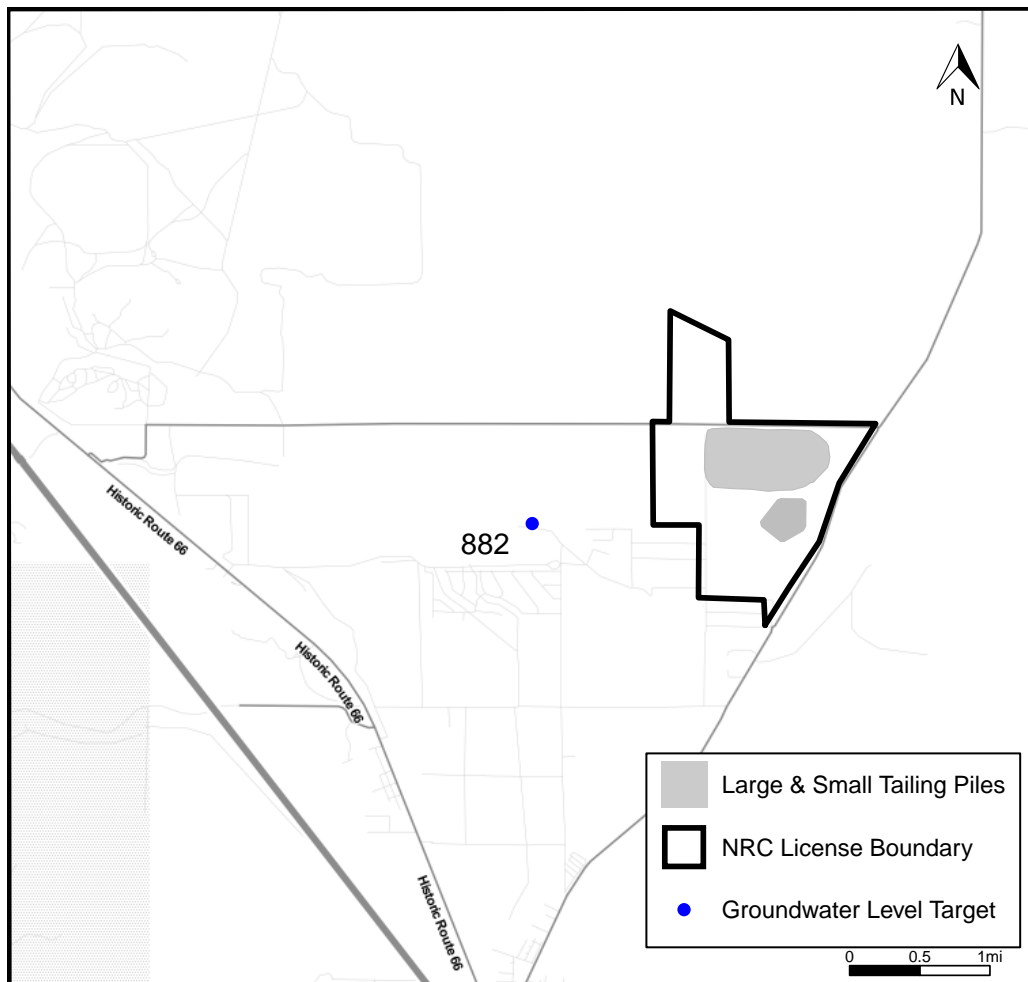 N
Historic Route 66
882
Historic Route 66
Historic Route 66
Large & Small Tailing Piles
NRC License Boundary
Groundwater Level Target
0 0.5 1mi